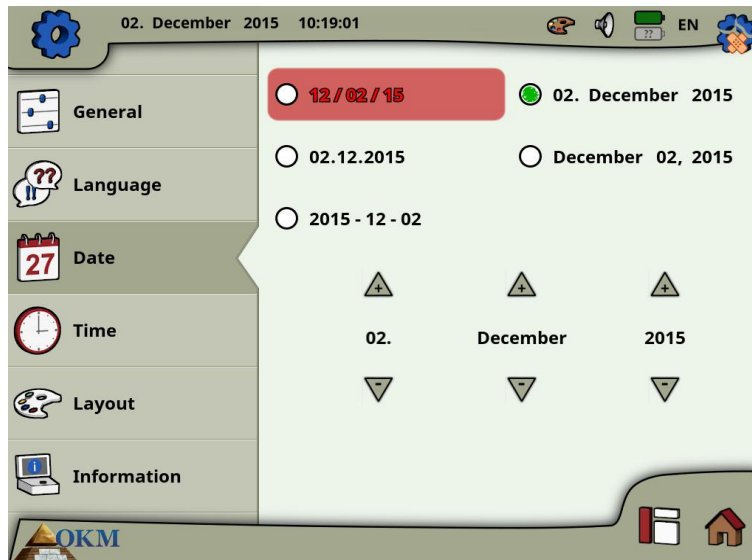 02. December 2015 10:19:01
?? EN
General
Language
Date
Time
Layout
Information
12/02/15
02. December 2015
02.12.2015
December 02, 2015
2015 - 12 - 02
+ + +
02. December 2015
- - -
??
!!
27
i
OKM